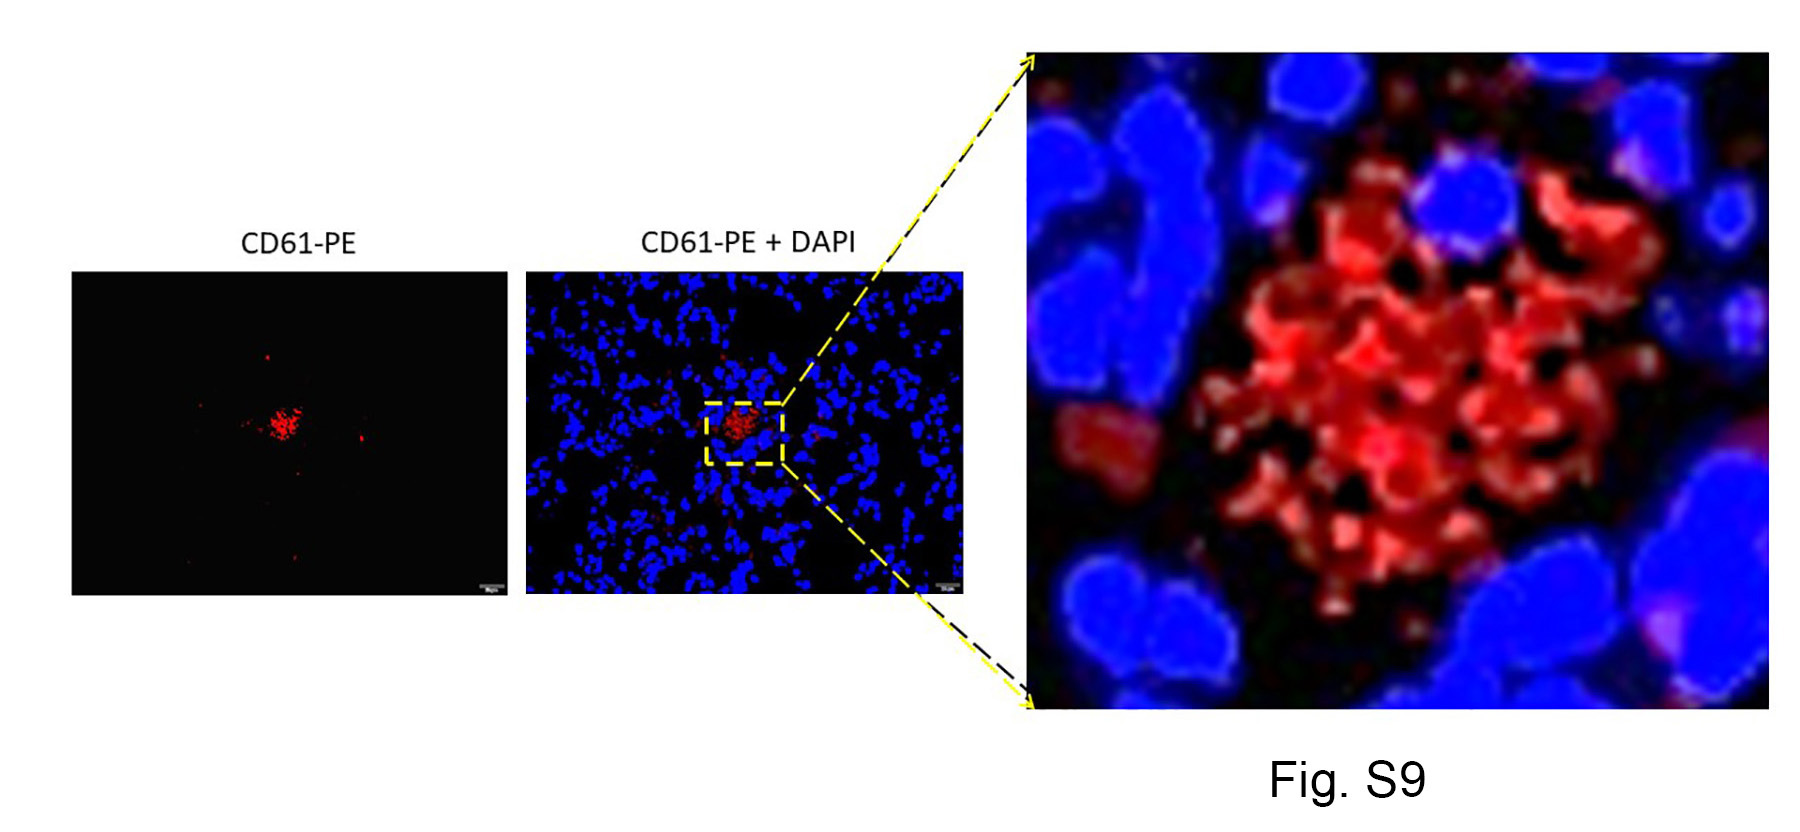 CD61-PE
CD61-PE + DAPI
Fig. S9